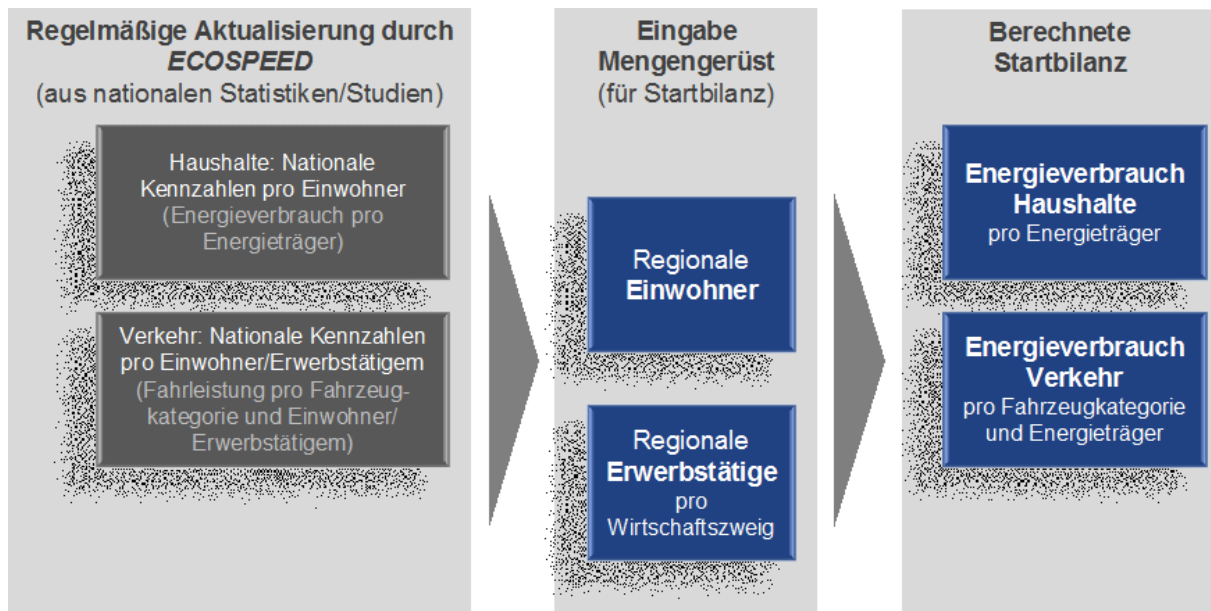 Regelmäßige Aktualisierung durch
ECOSPEED
(aus nationalen Statistiken/Studien)
Haushalte: Nationale
Kennzahlen pro Einwohner
(Energieverbrauch pro
Energieträger)
Verkehr: Nationale Kennzahlen
pro Einwohner/Erwerbstätigem
(Fahrleistung pro Fahrzeug-
kategorie und Einwohner/
Erwerbstätigem)
Eingabe
Mengengerüst
(für Startbilanz)
Regionale
Einwohner
Regionale
Erwerbstätige
pro
Wirtschaftszweig
Berechnete
Startbilanz
Energieverbrauch
Haushalte
pro Energieträger
Energieverbrauch
Verkehr
pro Fahrzeugkategorie
und Energieträger